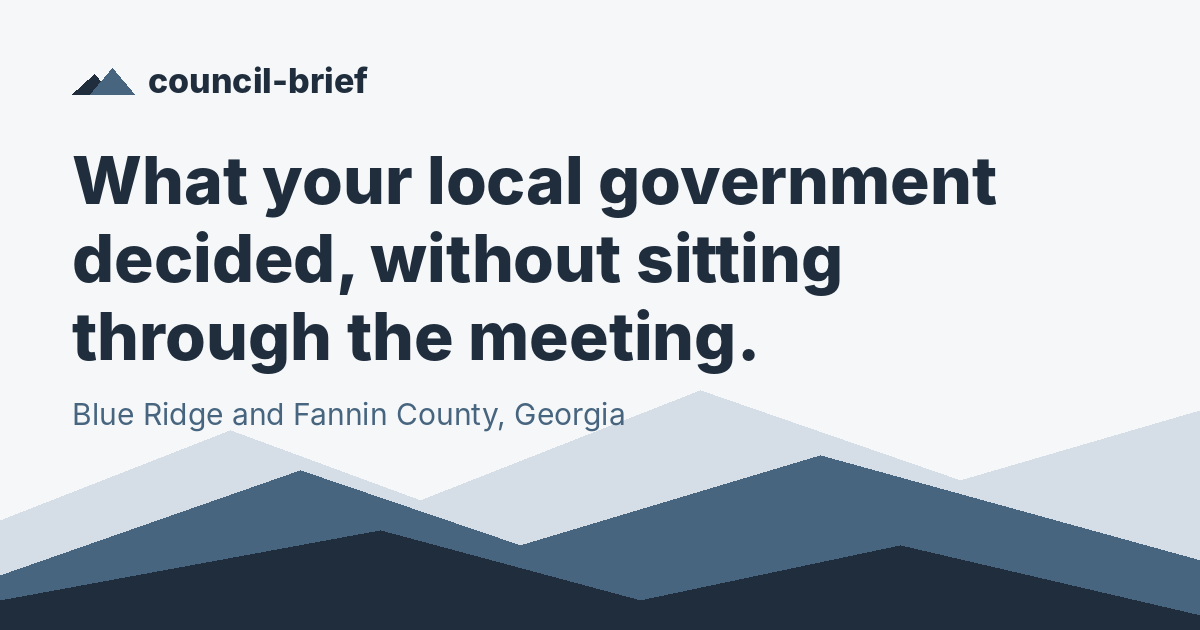 council-brief
What your local government
decided, without sitting
through the meeting.
Blue Ridge and Fannin County, Georgia